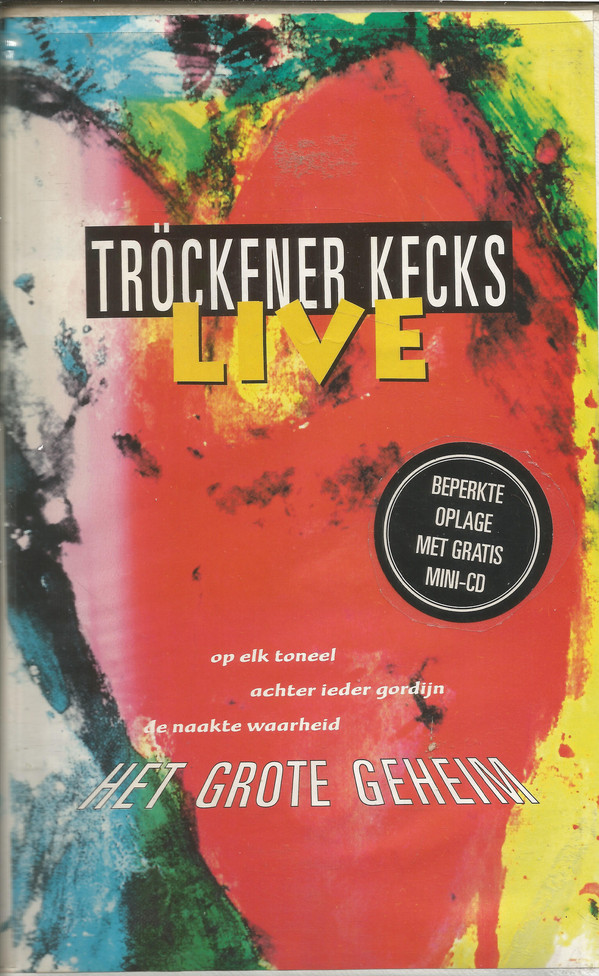 TRÖCKENER KECKS
LIVE
BEPERKTE
OPLAGE
MET GRATIS
MINI-CD
op elk toneel
achter ieder gordijn
de naakte waarheid
HET GROTE GEHEIM